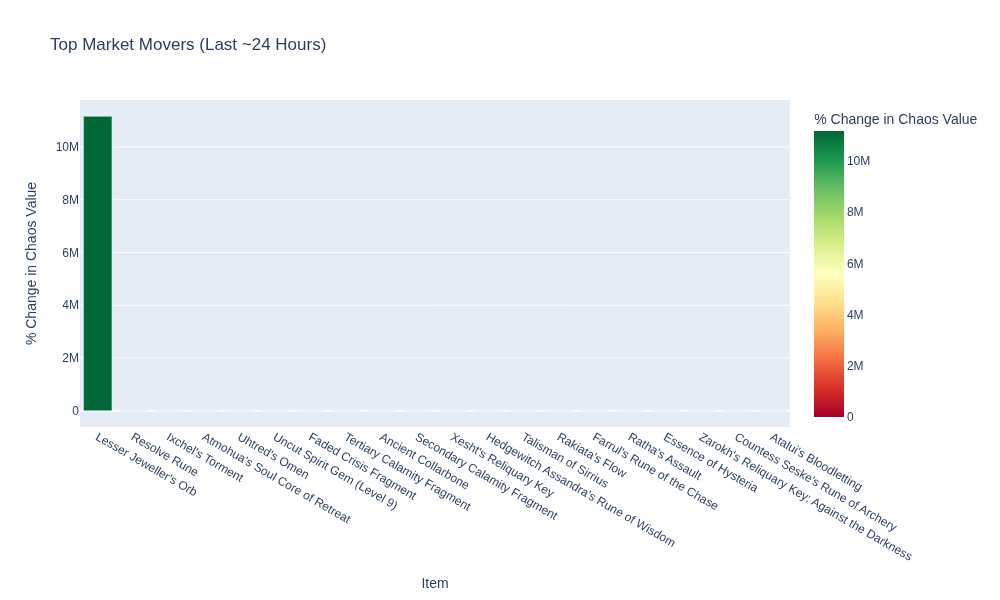 Top Market Movers (Last ~24 Hours)
% Change in Chaos Value
10M
8M
6M
4M
2M
0
% Change in Chaos Value
10M
8M
6M
4M
2M
0
Lesser Jeweller's Orb
Resolve Rune
Ixchel's Torment
Atmohua's Soul Core of Retreat
Uhtred's Omen
Uncut Spirit Gem (Level 9)
Faded Crisis Fragment
Tertiary Calamity Fragment
Ancient Collarbone
Secondary Calamity Fragment
Xesht's Reliquary Key
Hedgewitch Assandra's Rune of Wisdom
Talisman of Sirrius
Rakiata's Flow
Farrul's Rune of the Chase
Ratha's Assault
Essence of Hysteria
Zarokh's Reliquary Key: Against the Darkness
Countess Seske's Rune of Archery
Atalui's Bloodletting
Item